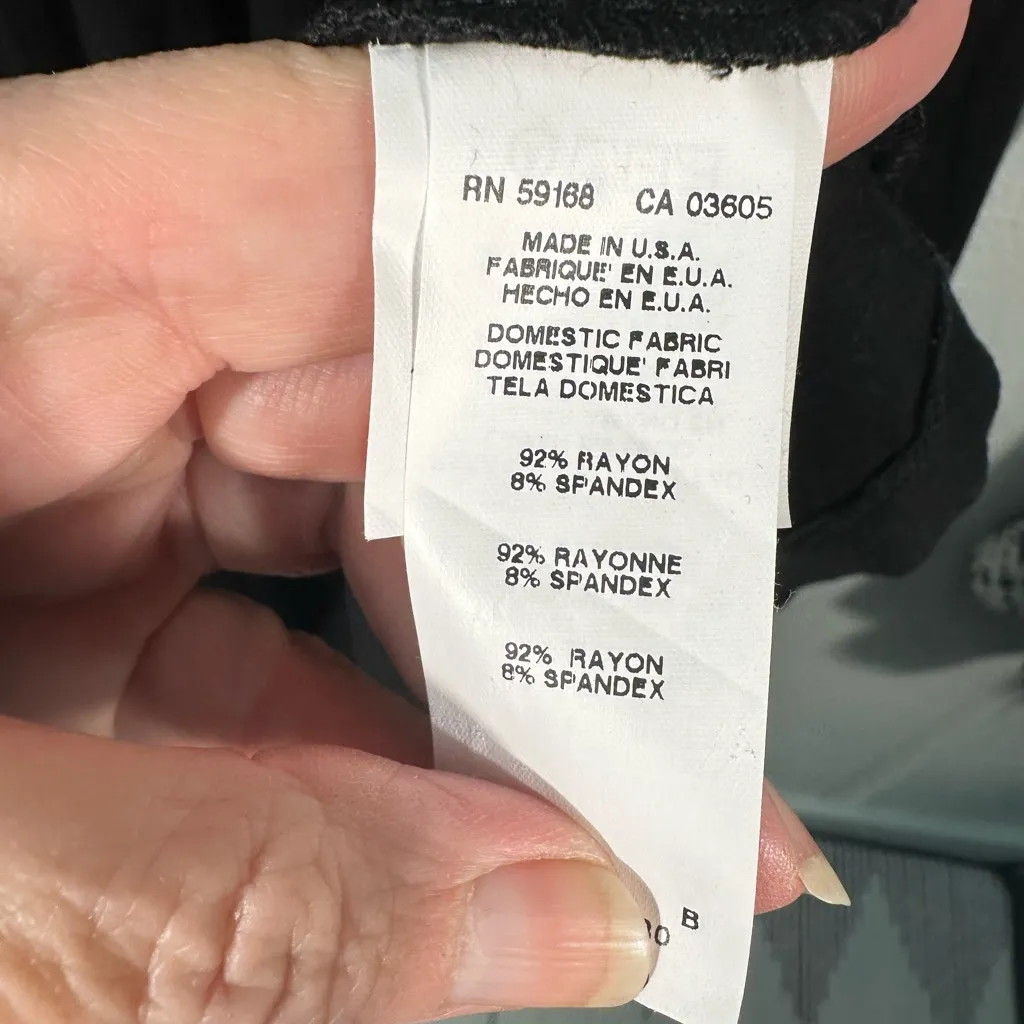 RN 59168 CA 03605
MADE IN U.S.A.
FABRIQUE' EN E.U.A.
HECHO EN E.U.A.
DOMESTIC FABRIC
DOMESTIQUE' FABRI
TELA DOMESTICA
92% RAYON
8% SPANDEX
92% RAYONNE
8% SPANDEX
92% RAYON
8% SPANDEX
B